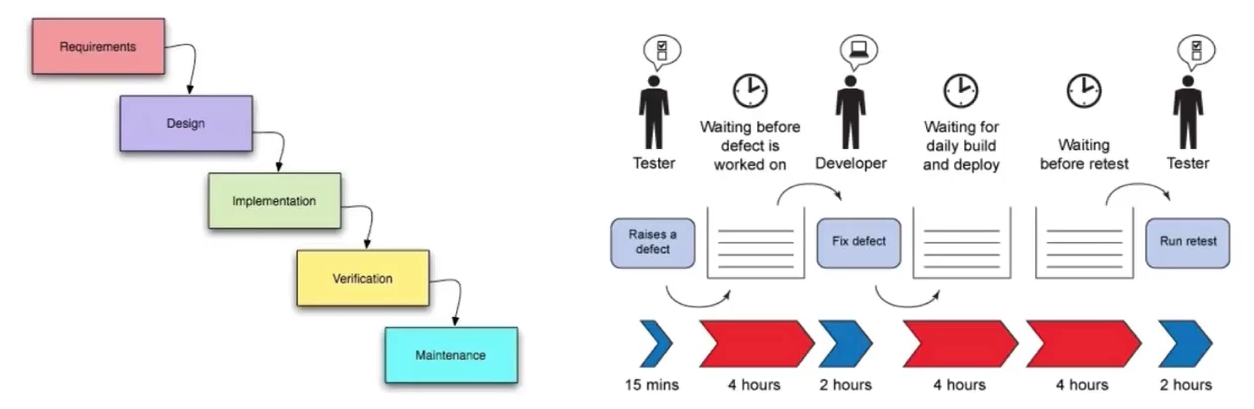 Requirements
Design
Implementation
Verification
Maintenance
Tester
Waiting before
defect is
worked on
Developer
Waiting for
daily build
and deploy
Waiting
before retest
Tester
Raises a
defect
Fix defect
Run retest
15 mins
4 hours
2 hours
4 hours
4 hours
2 hours